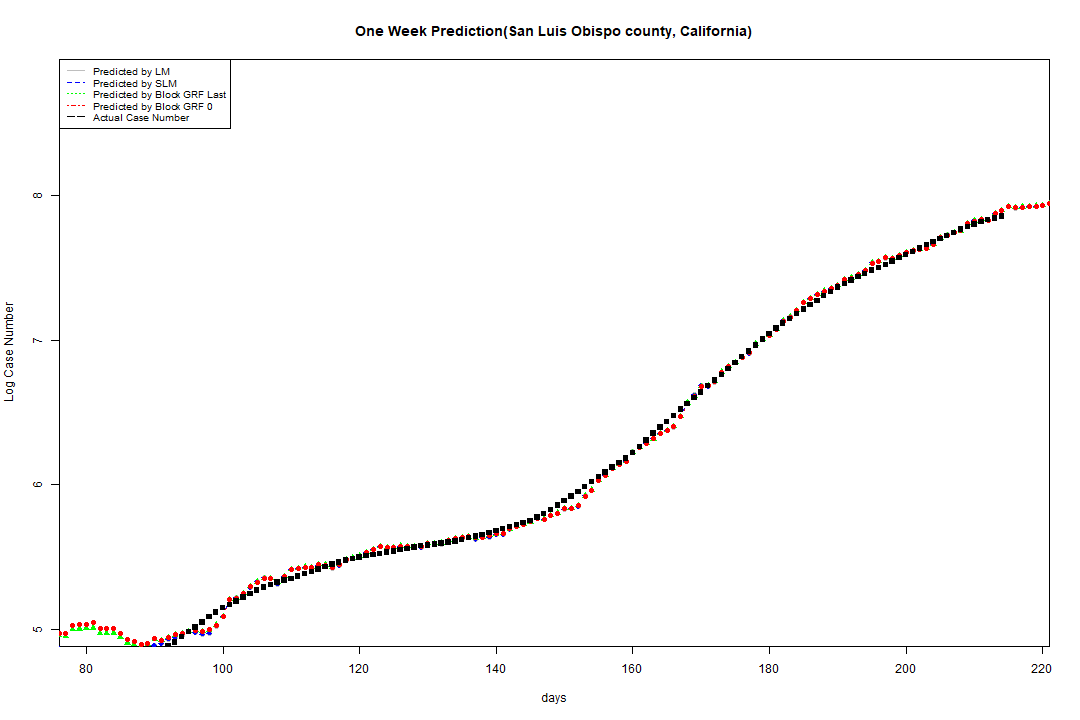 One Week Prediction(San Luis Obispo county, California)
Predicted by LM
Predicted by SLM
Predicted by Block GRF Last
Predicted by Block GRF 0
Actual Case Number
Log Case Number
8
7
6
5
80 100 120 140 160 180 200 220
days